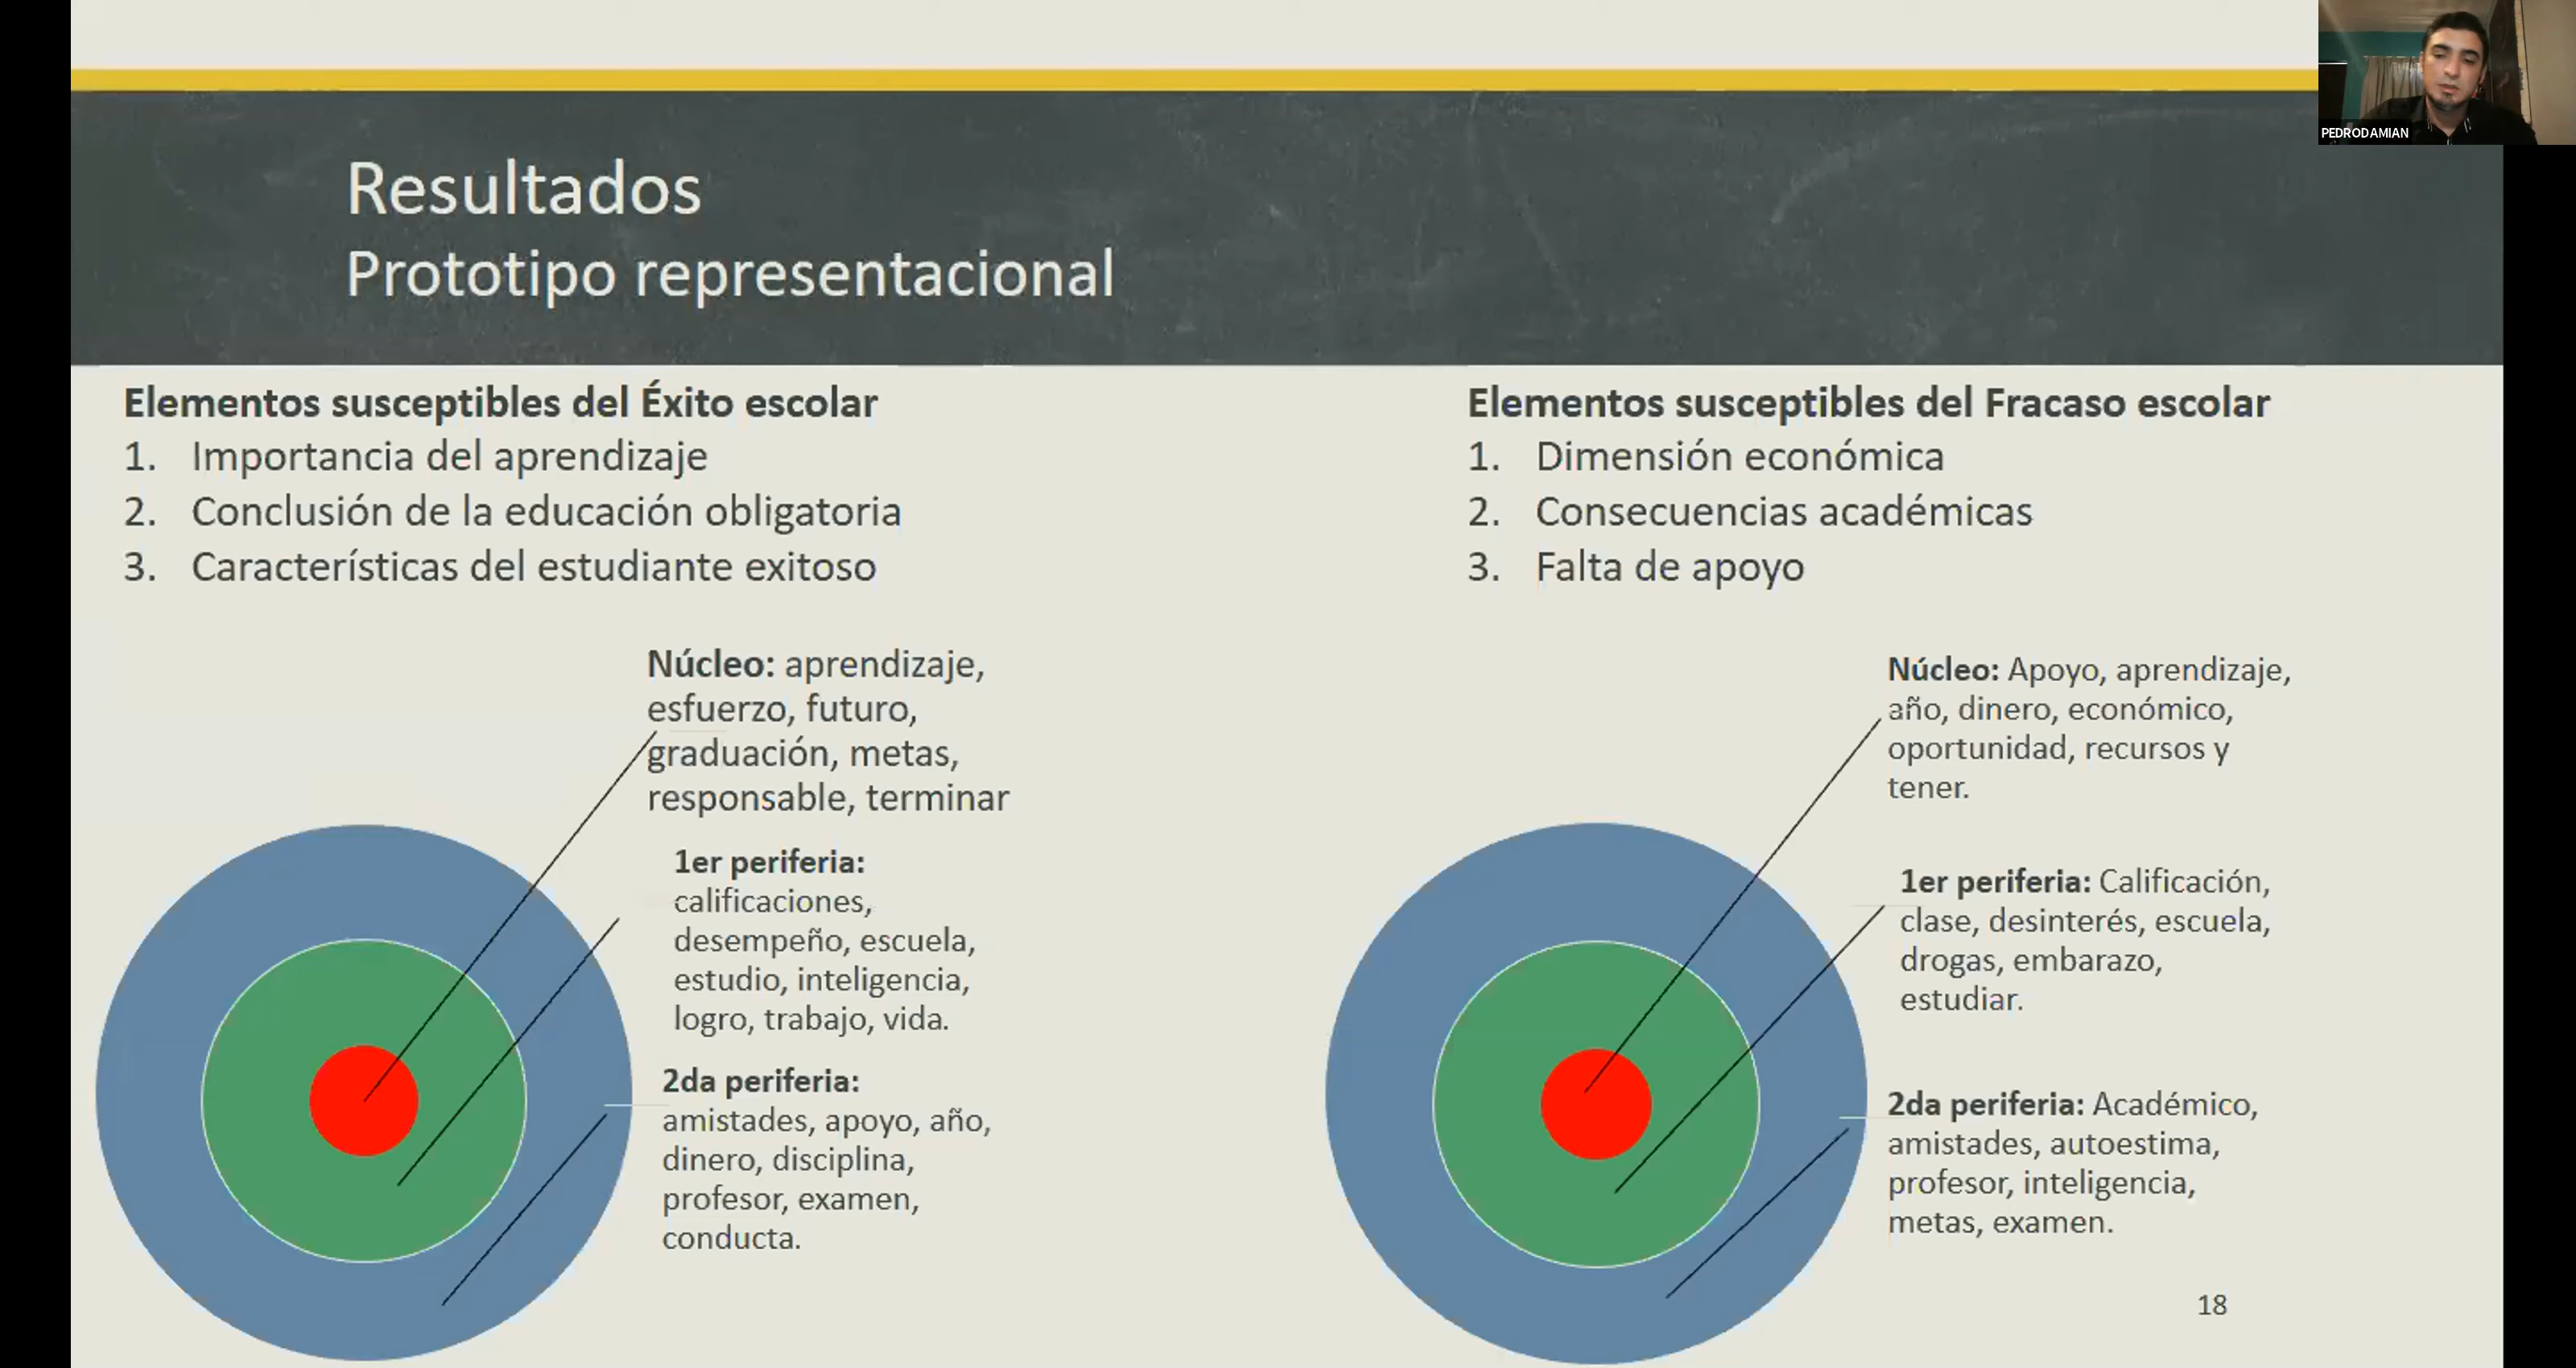 PEDRODAMIAN
Resultados
Prototipo representacional
Elementos susceptibles del Éxito escolar
1. Importancia del aprendizaje
2. Conclusión de la educación obligatoria
3. Características del estudiante exitoso
Núcleo: aprendizaje,
esfuerzo, futuro,
graduación, metas,
responsable, terminar
1er periferia:
calificaciones,
desempeño, escuela,
estudio, inteligencia,
logro, trabajo, vida.
2da periferia:
amistades, apoyo, año,
dinero, disciplina,
profesor, examen,
conducta.
Elementos susceptibles del Fracaso escolar
1. Dimensión económica
2. Consecuencias académicas
3. Falta de apoyo
Núcleo: Apoyo, aprendizaje,
año, dinero, económico,
oportunidad, recursos y
tener.
1er periferia: Calificación,
clase, desinterés, escuela,
drogas, embarazo,
estudiar.
2da periferia: Académico,
amistades, autoestima,
profesor, inteligencia,
metas, examen.
18